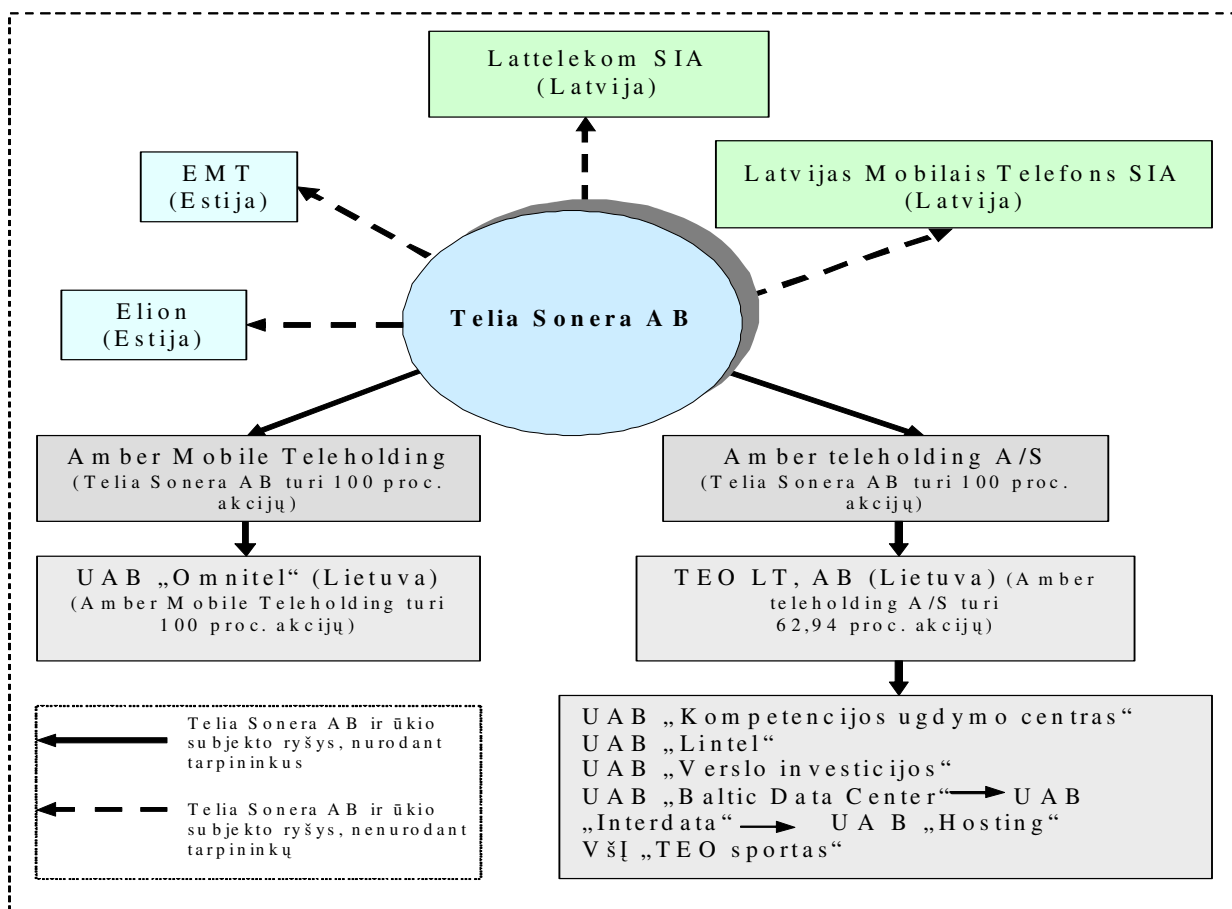 Lattelekom SIA
(Latvija)
EMT
(Estija)
Latvijas Mobilais Telefons SIA
(Latvija)
Elion
(Estija)
Telia Sonera AB
Amber Mobile Teleholding
(Telia Sonera AB turi 100 proc.
akcijų)
Amber teleholding A/S
(Telia Sonera AB turi 100 proc.
akcijų)
UAB „Omnitel“ (Lietuva)
(Amber Mobile Teleholding turi
100 proc. akcijų)
TEO LT, AB (Lietuva) (Amber
teleholding A/S turi
62,94 proc. akcijų)
Telia Sonera AB ir ūkio
subjekto ryšys, nurodant
tarpininkus
Telia Sonera AB ir ūkio
subjekto ryšys, nenurodant
tarpininkų
UAB „Kompetencijos ugdymo centras“
UAB „Lintel“
UAB „Verslo investicijos“
UAB „Baltic Data Center“ UAB
„Interdata“ UAB „Hosting“
VšĮ „TEO sportas“